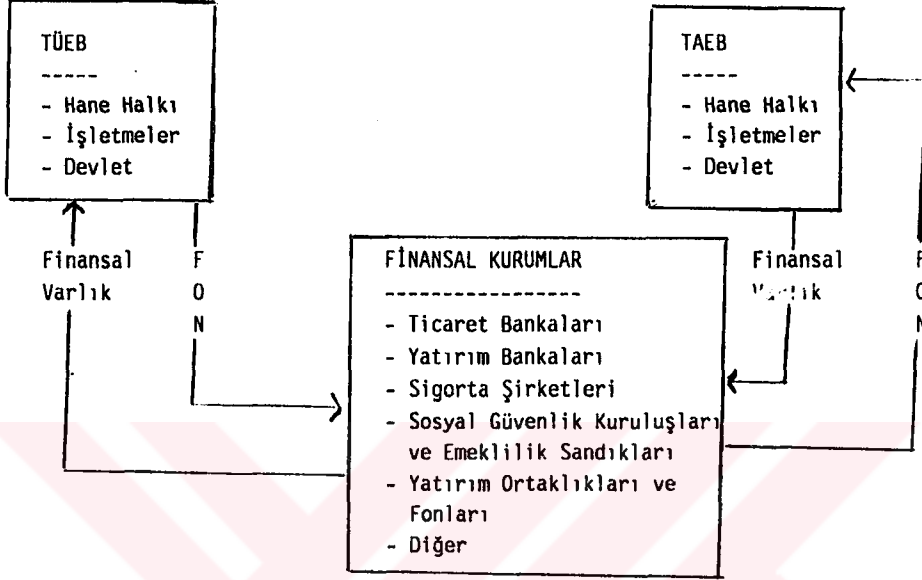 TÜEB
-----
- Hane Halkı
- İşletmeler
- Devlet
TAEB
-----
- Hane Halkı
- İşletmeler
- Devlet
Finansal
Varlık
F
O
N
FİNANSAL KURUMLAR
-----------------
- Ticaret Bankaları
- Yatırım Bankaları
- Sigorta Şirketleri
- Sosyal Güvenlik Kuruluşları
ve Emeklilik Sandıkları
- Yatırım Ortaklıkları ve
Fonları
- Diğer
Finansal